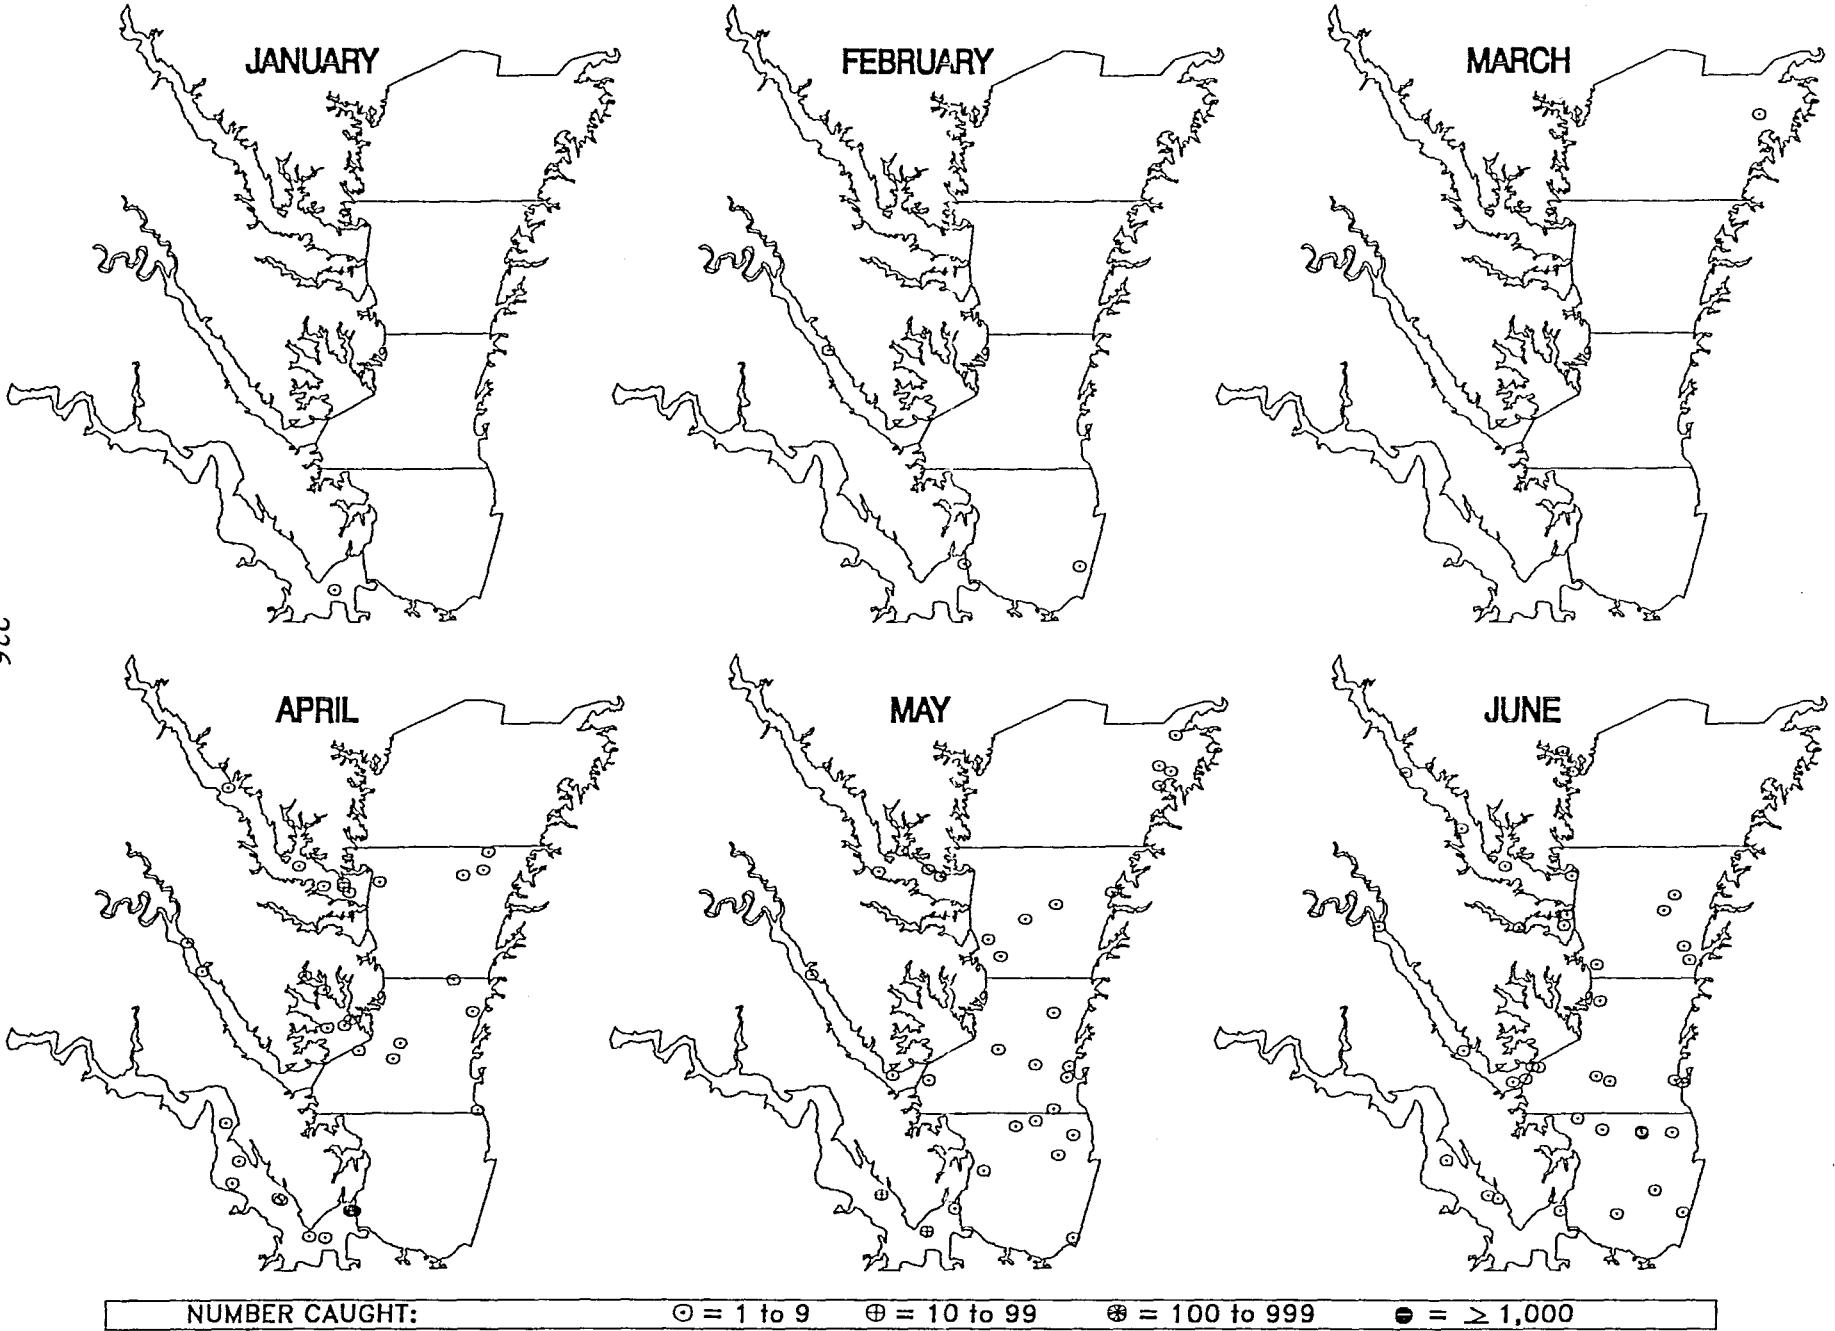 JANUARY FEBRUARY MARCH
226
APRIL MAY JUNE
NUMBER CAUGHT: ⊙ = 1 to 9 ⊕ = 10 to 99 ⊛ = 100 to 999 ⊖ = ≥ 1,000